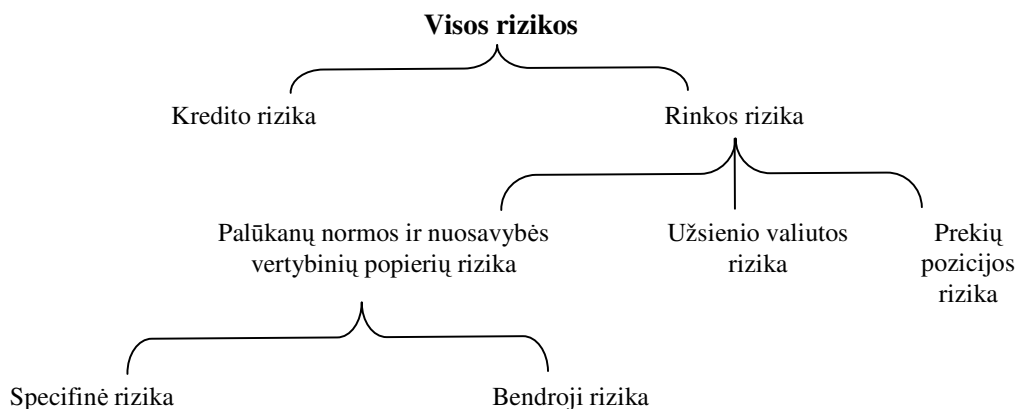 Visos rizikos
Kredito rizika
Rinkos rizika
Palūkanų normos ir nuosavybės
vertybinių popierių rizika
Užsienio valiutos
rizika
Prekių
pozicijos
rizika
Specifinė rizika
Bendroji rizika